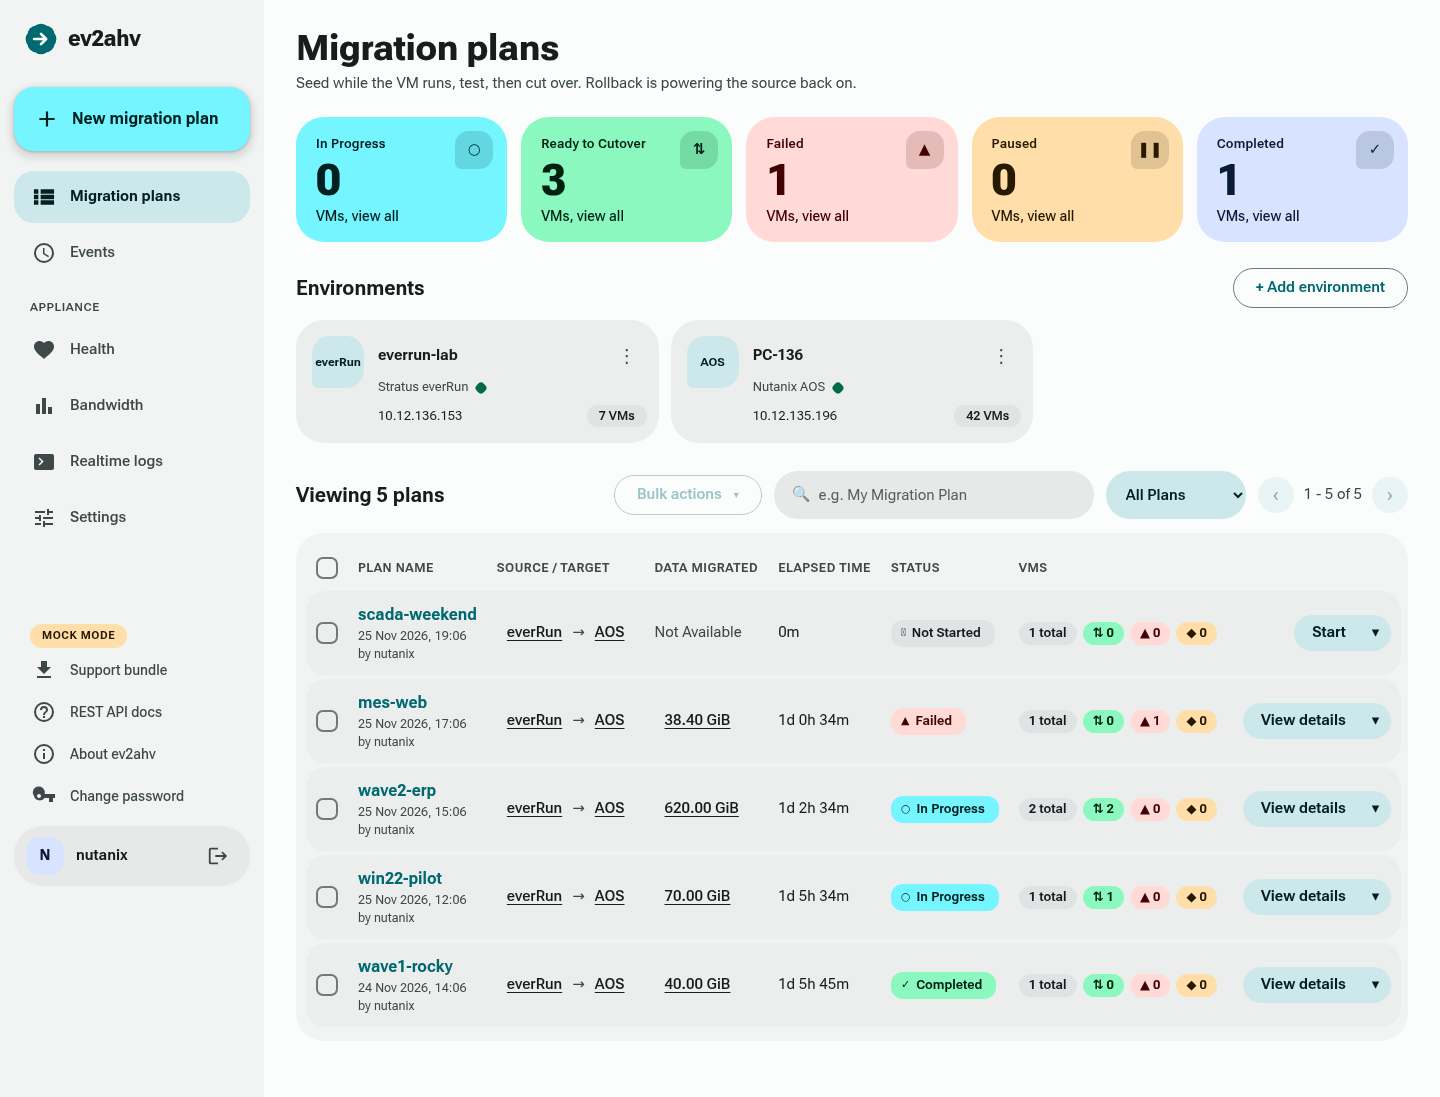 ev2ahv
New migration plan
Migration plans
Events
APPLIANCE
Health
Bandwidth
Realtime logs
Settings
MOCK MODE
Support bundle
REST API docs
About ev2ahv
Change password
N nutanix
Migration plans
Seed while the VM runs, test, then cut over. Rollback is powering the source back on.
In Progress
0
VMs, view all
Ready to Cutover
3
VMs, view all
Failed
1
VMs, view all
Paused
0
VMs, view all
Completed
1
VMs, view all
Environments
+ Add environment
everRun
everrun-lab
Stratus everRun
10.12.136.153
7 VMs
AOS
PC-136
Nutanix AOS
10.12.135.196
42 VMs
Viewing 5 plans
Bulk actions
e.g. My Migration Plan
All Plans
1 - 5 of 5
PLAN NAME SOURCE / TARGET DATA MIGRATED ELAPSED TIME STATUS VMS
scada-weekend
25 Nov 2026, 19:06
by nutanix
everRun → AOS Not Available 0m Not Started 1 total ⇅ 0 ▲ 0 ◆ 0 Start ▾
mes-web
25 Nov 2026, 17:06
by nutanix
everRun → AOS 38.40 GiB 1d 0h 34m ▲ Failed 1 total ⇅ 0 ▲ 1 ◆ 0 View details ▾
wave2-erp
25 Nov 2026, 15:06
by nutanix
everRun → AOS 620.00 GiB 1d 2h 34m ○ In Progress 2 total ⇅ 2 ▲ 0 ◆ 0 View details ▾
win22-pilot
25 Nov 2026, 12:06
by nutanix
everRun → AOS 70.00 GiB 1d 5h 34m ○ In Progress 1 total ⇅ 1 ▲ 0 ◆ 0 View details ▾
wave1-rocky
24 Nov 2026, 14:06
by nutanix
everRun → AOS 40.00 GiB 1d 5h 45m ✓ Completed 1 total ⇅ 0 ▲ 0 ◆ 0 View details ▾